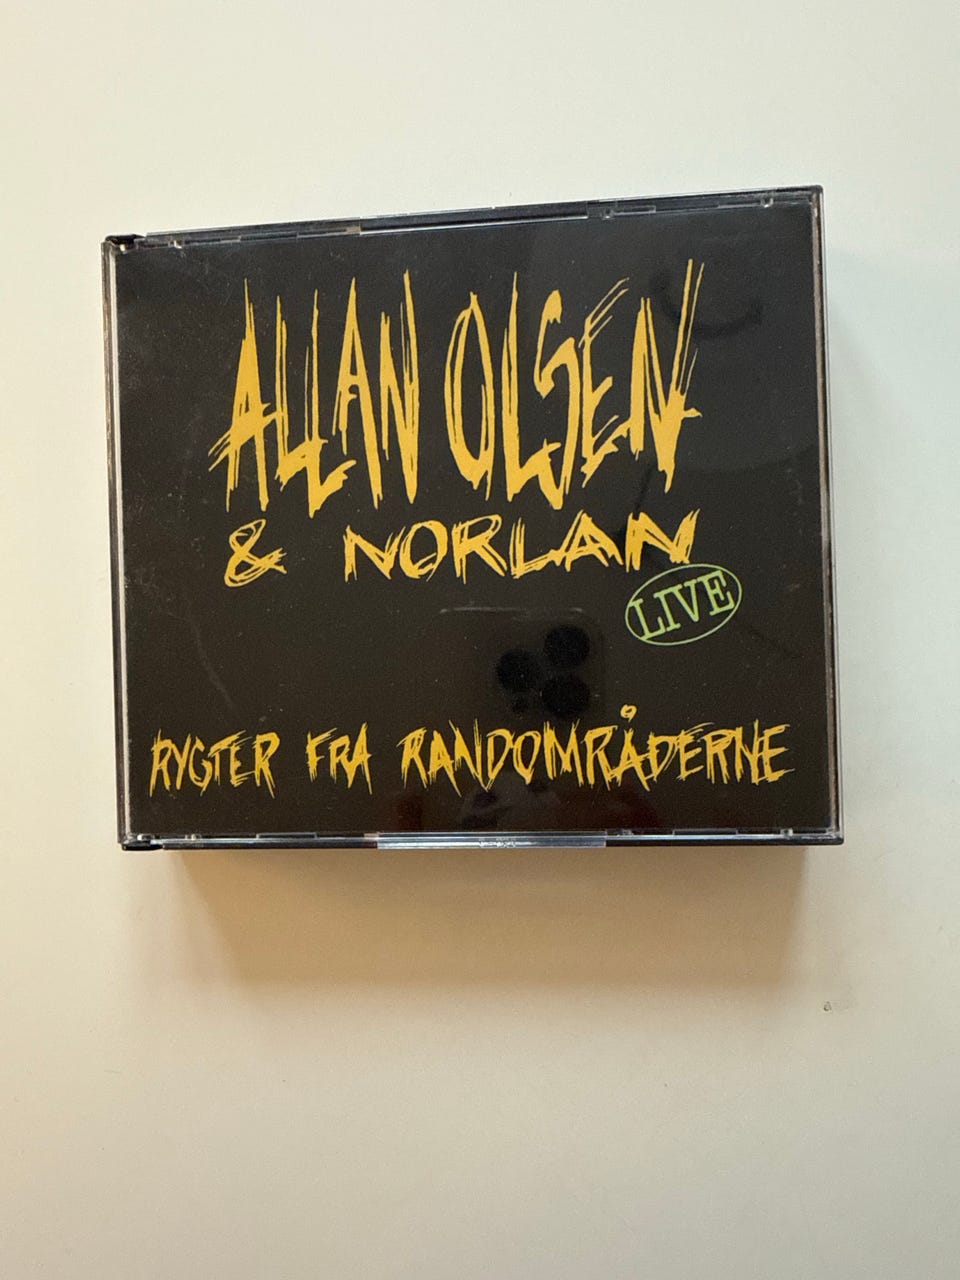 ALLAN OLSEN
& NORLAN
LIVE
RYGTER FRA RANDOMRÅDERNE